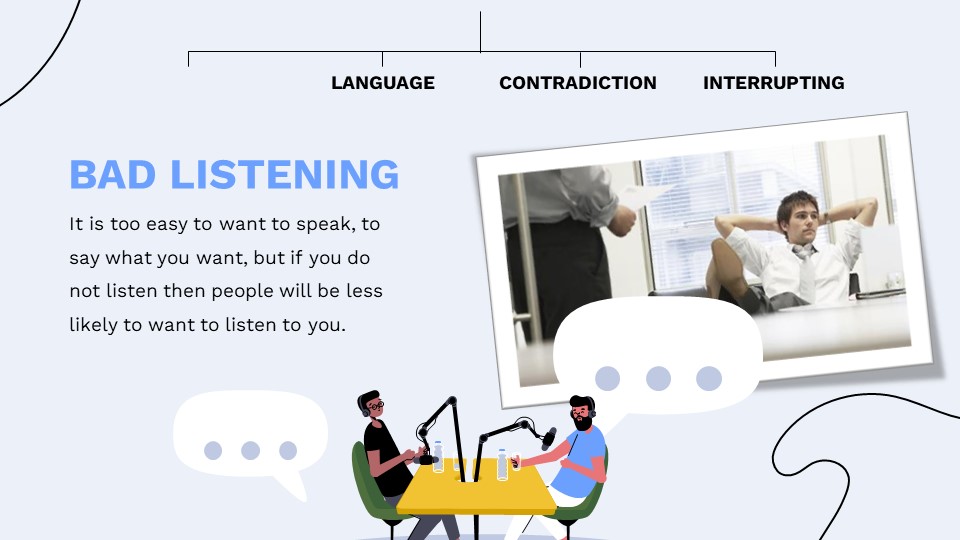 LANGUAGE CONTRADICTION INTERRUPTING
BAD LISTENING
It is too easy to want to speak, to
say what you want, but if you do
not listen then people will be less
likely to want to listen to you.